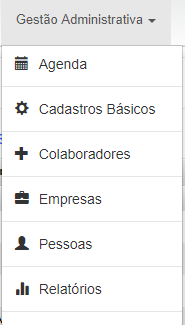 Gestão Administrativa
Agenda
Cadastros Básicos
Colaboradores
Empresas
Pessoas
Relatórios